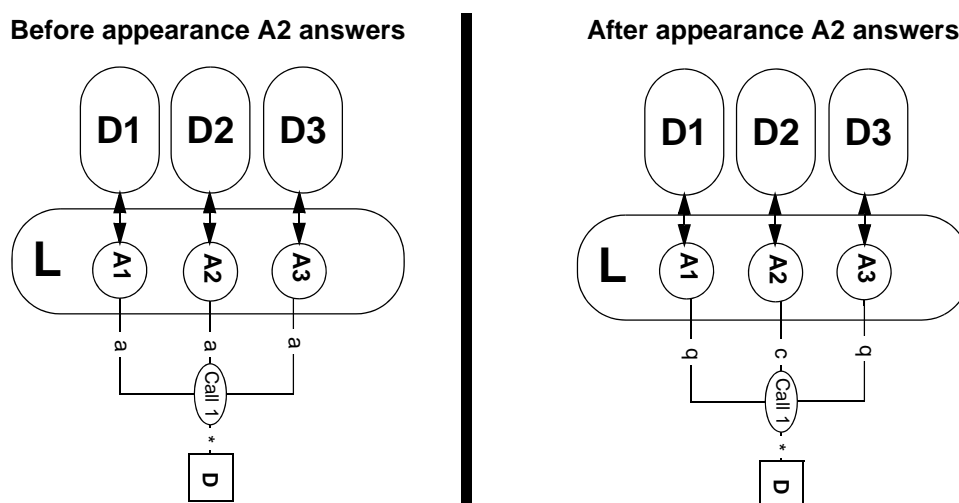 Before appearance A2 answers
D1 D2 D3
L A1 A2 A3
a a a
Call 1
*
D
After appearance A2 answers
D1 D2 D3
L A1 A2 A3
q c q
Call 1
*
D